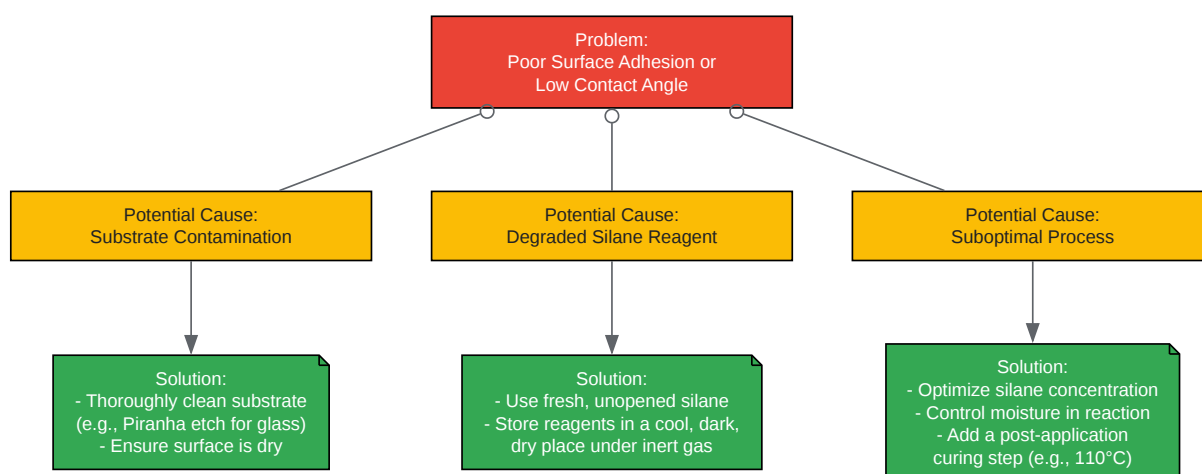 Problem:
Poor Surface Adhesion or
Low Contact Angle
Potential Cause:
Substrate Contamination
Potential Cause:
Degraded Silane Reagent
Potential Cause:
Suboptimal Process
Solution:
- Thoroughly clean substrate
(e.g., Piranha etch for glass)
- Ensure surface is dry
Solution:
- Use fresh, unopened silane
- Store reagents in a cool, dark,
dry place under inert gas
Solution:
- Optimize silane concentration
- Control moisture in reaction
- Add a post-application
curing step (e.g., 110°C)